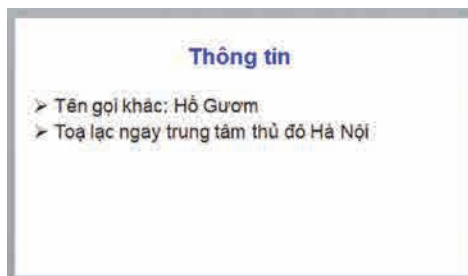 Thông tin
➢ Tên gọi khác: Hồ Gươm
➢ Toạ lạc ngay trung tâm thủ đô Hà Nội